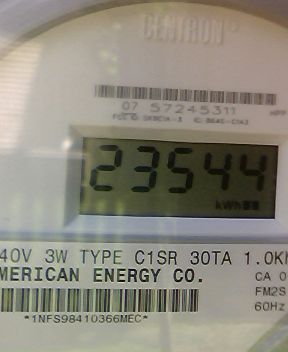 CENTRON®
07 57245311
23544
kWh
40V 3W TYPE C1SR 30TA 1.0Kh
MERICAN ENERGY CO.
CA 0
FM2S
60Hz
*1NFS98410366MEC*